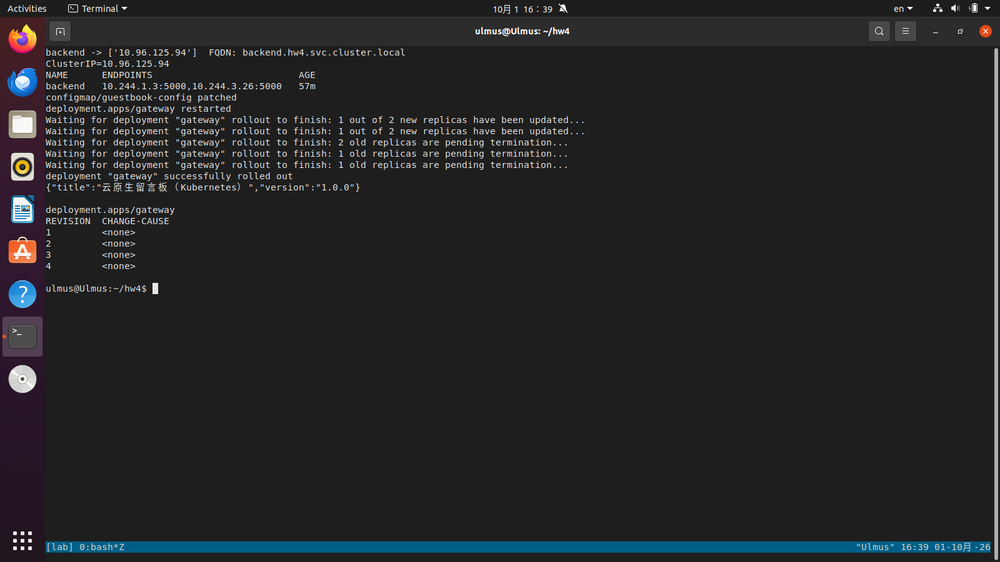 Activities
Terminal
10月 1 16：39
en
ulmus@Ulmus: ~/hw4
backend -> ['10.96.125.94']  FQDN: backend.hw4.svc.cluster.local
ClusterIP=10.96.125.94
NAME      ENDPOINTS                          AGE
backend   10.244.1.3:5000,10.244.3.26:5000   57m
configmap/guestbook-config patched
deployment.apps/gateway restarted
Waiting for deployment "gateway" rollout to finish: 1 out of 2 new replicas have been updated...
Waiting for deployment "gateway" rollout to finish: 1 out of 2 new replicas have been updated...
Waiting for deployment "gateway" rollout to finish: 2 old replicas are pending termination...
Waiting for deployment "gateway" rollout to finish: 1 old replicas are pending termination...
Waiting for deployment "gateway" rollout to finish: 1 old replicas are pending termination...
deployment "gateway" successfully rolled out
{"title":"云原生留言板（Kubernetes）","version":"1.0.0"}
deployment.apps/gateway
REVISION  CHANGE-CAUSE
1         <none>
2         <none>
3         <none>
4         <none>
ulmus@Ulmus:~/hw4$
[lab] 0:bash*Z
"Ulmus" 16:39 01-10月-26